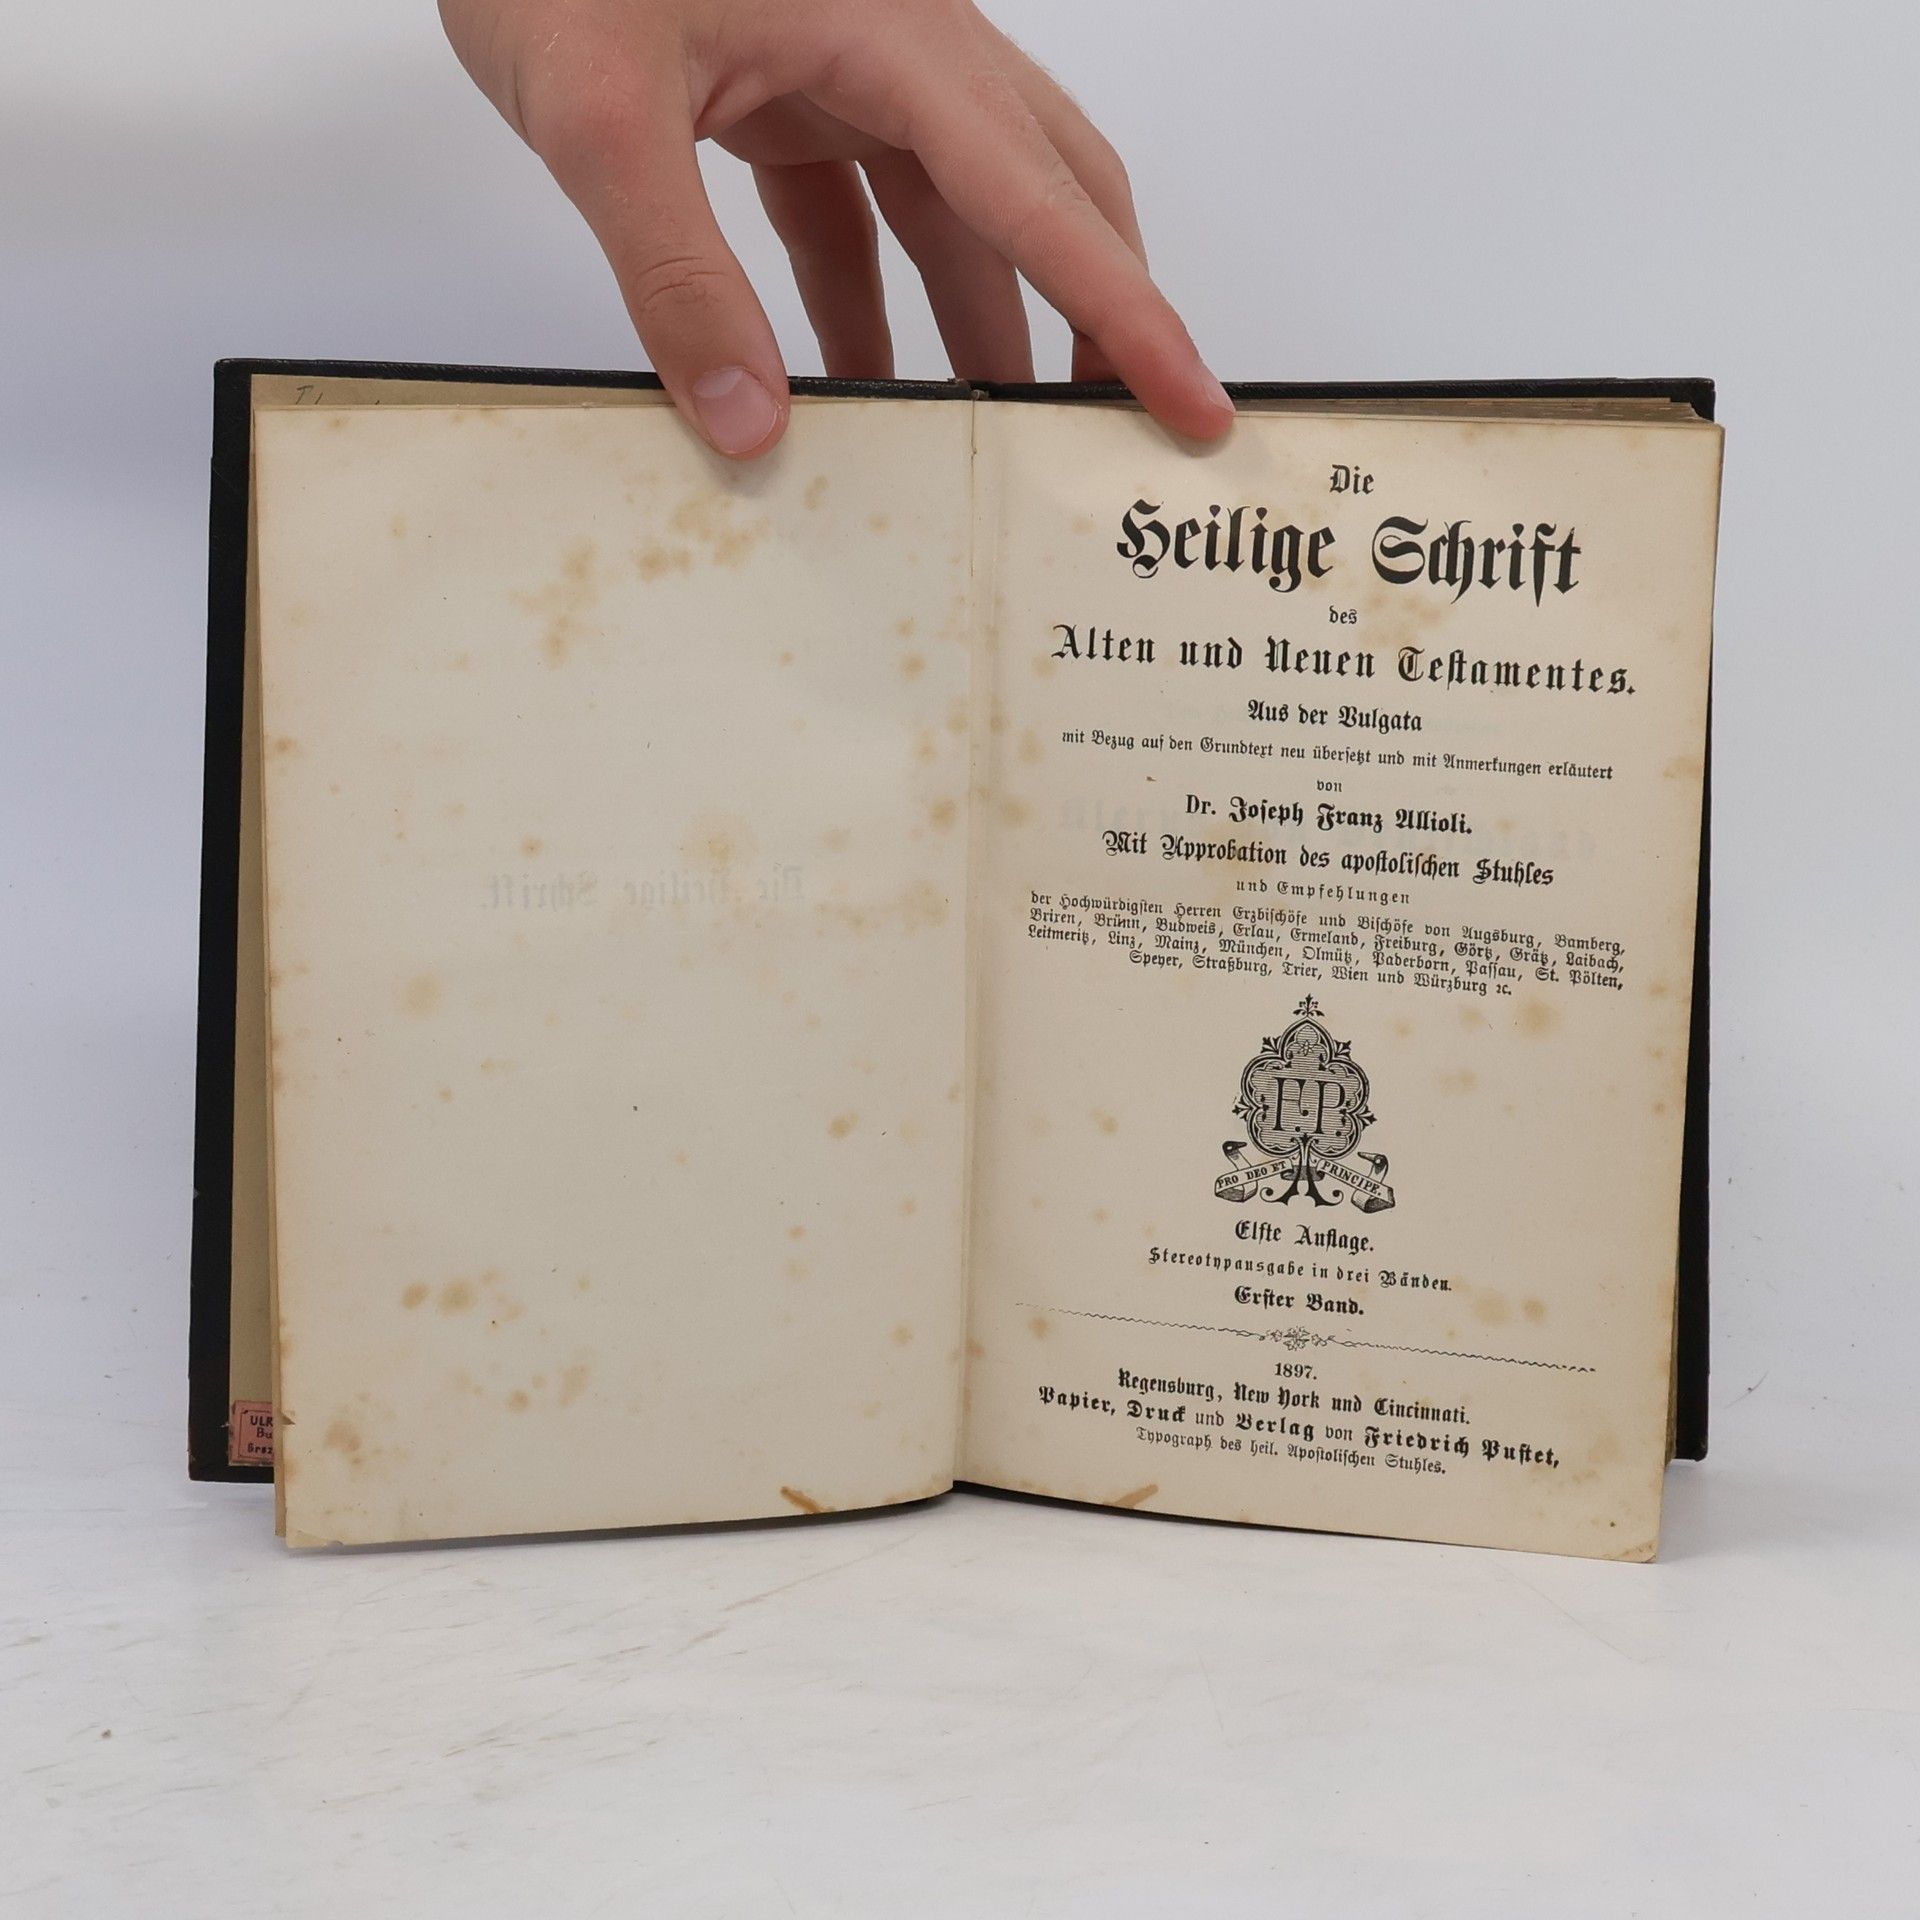 Die
Heilige Schrift
des
Alten und Neuen Testamentes.
Aus der Vulgata
mit Bezug auf den Grundtext neu übersetzt und mit Anmerkungen erläutert
von
Dr. Joseph Franz Allioli.
Mit Approbation des apostolischen Stuhles
und Empfehlungen
der Hochwürdigsten Herren Erzbischöfe und Bischöfe von Augsburg, Bamberg,
Brixen, Brünn, Budweis, Erlau, Ermeland, Freiburg, Görtz, Grätz, Laibach,
Leitmeritz, Linz, Mainz, München, Olmütz, Paderborn, Passau, St. Pölten,
Speyer, Straßburg, Trier, Wien und Würzburg ꝛc.
F.P.
PRO DEO ET PRINCIPE.
Elfte Auflage.
Stereotypausgabe in drei Bänden.
Erster Band.
1897.
Regensburg, New York und Cincinnati.
Papier, Druck und Verlag von Friedrich Pustet,
Typograph des heil. Apostolischen Stuhles.
ULR
Bu
Graz